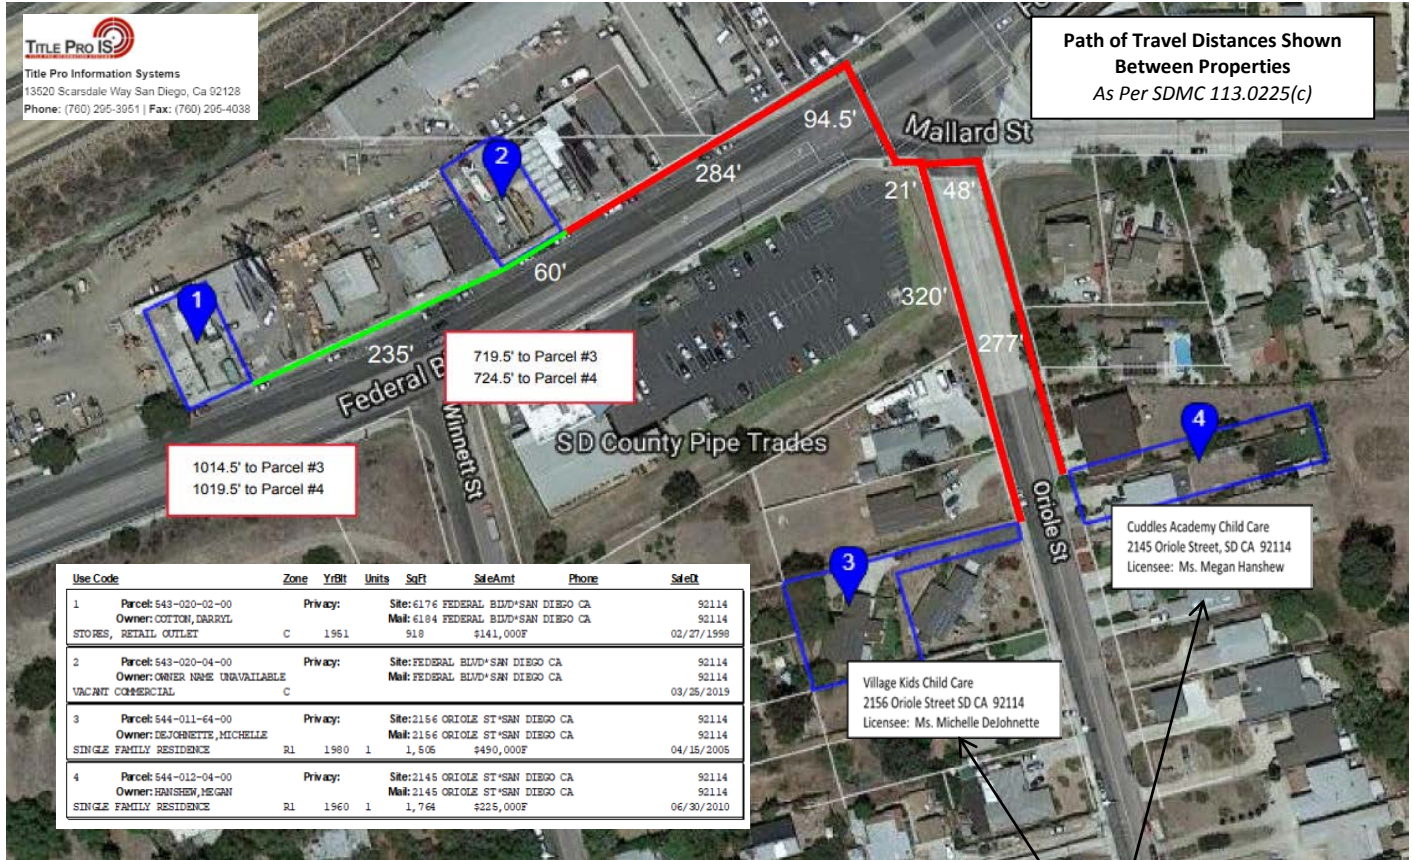 TITLE PRO IS
TITLE PRO INFORMATION SYSTEMS
Title Pro Information Systems
13520 Scarsdale Way San Diego, Ca 92128
Phone: (760) 295-3951 | Fax: (760) 295-4038
Path of Travel Distances Shown
Between Properties
As Per SDMC 113.0225(c)
94.5'
Mallard St
2
284'
21'
48'
60'
1
320'
277'
235'
719.5' to Parcel #3
724.5' to Parcel #4
Federal B
Winnett St
S D County Pipe Trades
4
1014.5' to Parcel #3
1019.5' to Parcel #4
Oriole St
Cuddles Academy Child Care
2145 Oriole Street, SD CA 92114
Licensee: Ms. Megan Hanshew
3
Village Kids Child Care
2156 Oriole Street SD CA 92114
Licensee: Ms. Michelle DeJohnette
Use Code Zone YrBlt Units SqFt SaleAmt Phone SaleDt
1 Parcel: 543-020-02-00 Privacy: Site: 6176 FEDERAL BLVD*SAN DIEGO CA 92114
Owner: COTTON,DARRYL Mail: 6184 FEDERAL BLVD*SAN DIEGO CA 92114
STORES, RETAIL OUTLET C 1951 918 $141,000F 02/27/1998
2 Parcel: 543-020-04-00 Privacy: Site: FEDERAL BLVD*SAN DIEGO CA 92114
Owner: OWNER NAME UNAVAILABLE Mail: FEDERAL BLVD*SAN DIEGO CA 92114
VACANT COMMERCIAL C 03/25/2019
3 Parcel: 544-011-64-00 Privacy: Site: 2156 ORIOLE ST*SAN DIEGO CA 92114
Owner: DEJOHNETTE,MICHELLE Mail: 2156 ORIOLE ST*SAN DIEGO CA 92114
SINGLE FAMILY RESIDENCE R1 1980 1 1,505 $490,000F 04/15/2005
4 Parcel: 544-012-04-00 Privacy: Site: 2145 ORIOLE ST*SAN DIEGO CA 92114
Owner: HANSHEW,MEGAN Mail: 2145 ORIOLE ST*SAN DIEGO CA 92114
SINGLE FAMILY RESIDENCE R1 1960 1 1,764 $225,000F 06/30/2010